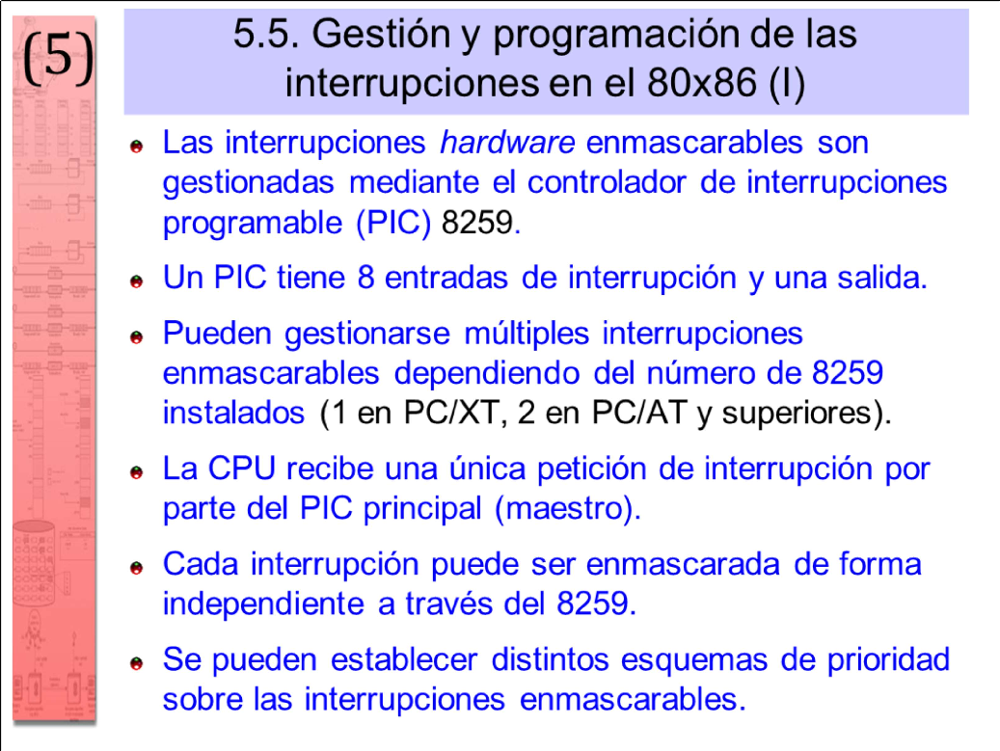 (5)
5.5. Gestión y programación de las
interrupciones en el 80x86 (I)
Las interrupciones hardware enmascarables son
gestionadas mediante el controlador de interrupciones
programable (PIC) 8259.
Un PIC tiene 8 entradas de interrupción y una salida.
Pueden gestionarse múltiples interrupciones
enmascarables dependiendo del número de 8259
instalados (1 en PC/XT, 2 en PC/AT y superiores).
La CPU recibe una única petición de interrupción por
parte del PIC principal (maestro).
Cada interrupción puede ser enmascarada de forma
independiente a través del 8259.
Se pueden establecer distintos esquemas de prioridad
sobre las interrupciones enmascarables.